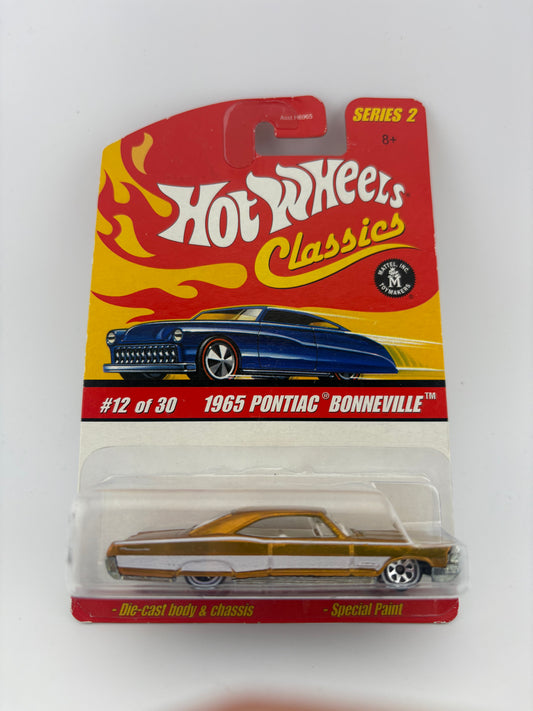 Asst H6965
SERIES 2
8+
HOT WHEELS
Classics
MATTEL, INC.
M
TOYMAKERS
#12 of 30 1965 PONTIAC® BONNEVILLE™
- Die-cast body & chassis - Special Paint